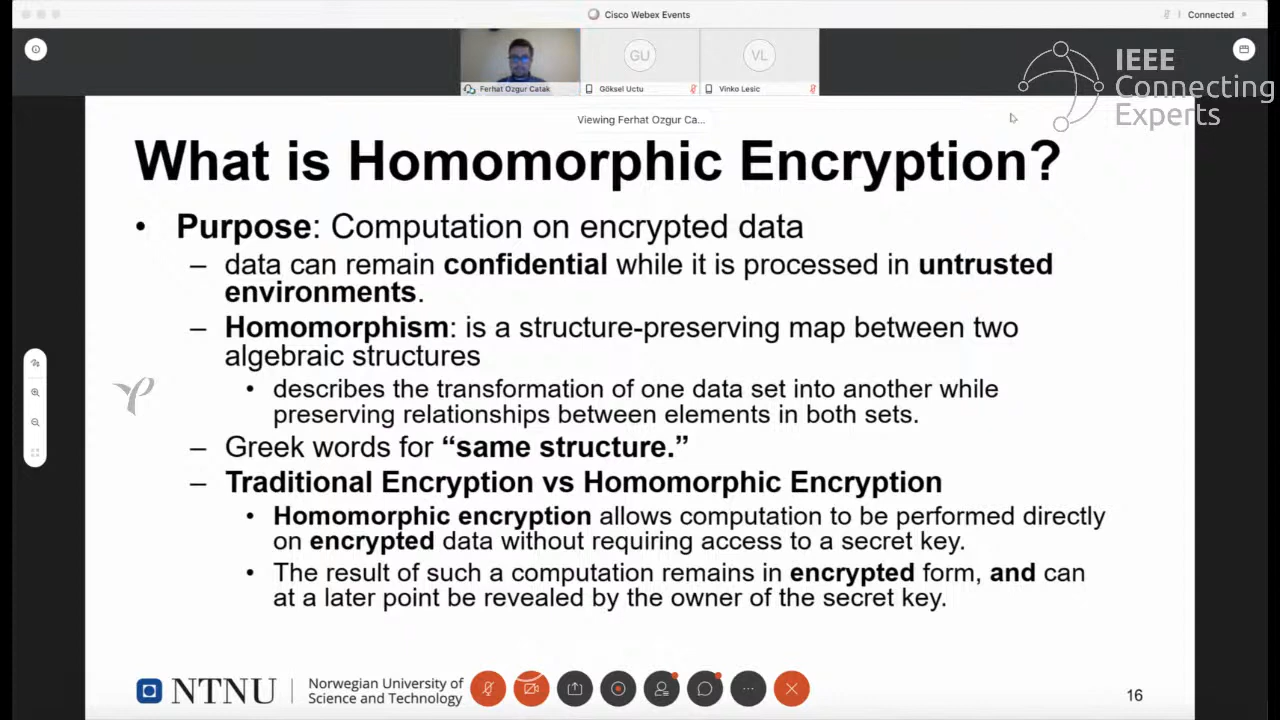 Cisco Webex Events
Connected
GU
VL
Ferhat Ozgur Catak
Göksel Uctu
Vinko Lesic
IEEE
Connecting
Experts
Viewing Ferhat Ozgur Ca...
What is Homomorphic Encryption?
• Purpose: Computation on encrypted data
– data can remain confidential while it is processed in untrusted
environments.
– Homomorphism: is a structure-preserving map between two
algebraic structures
• describes the transformation of one data set into another while
preserving relationships between elements in both sets.
– Greek words for “same structure.”
– Traditional Encryption vs Homomorphic Encryption
• Homomorphic encryption allows computation to be performed directly
on encrypted data without requiring access to a secret key.
• The result of such a computation remains in encrypted form, and can
at a later point be revealed by the owner of the secret key.
NTNU
Norwegian University of
Science and Technology
16